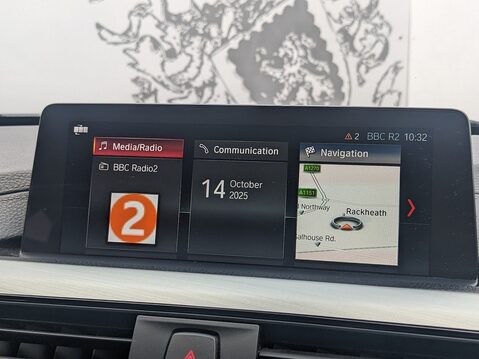 2 BBC R2 10:32
Media/Radio
BBC Radio2
2
Communication
14 October
2025
Navigation
A1270
A1151
l Northway
Rackheath
salhouse Rd.